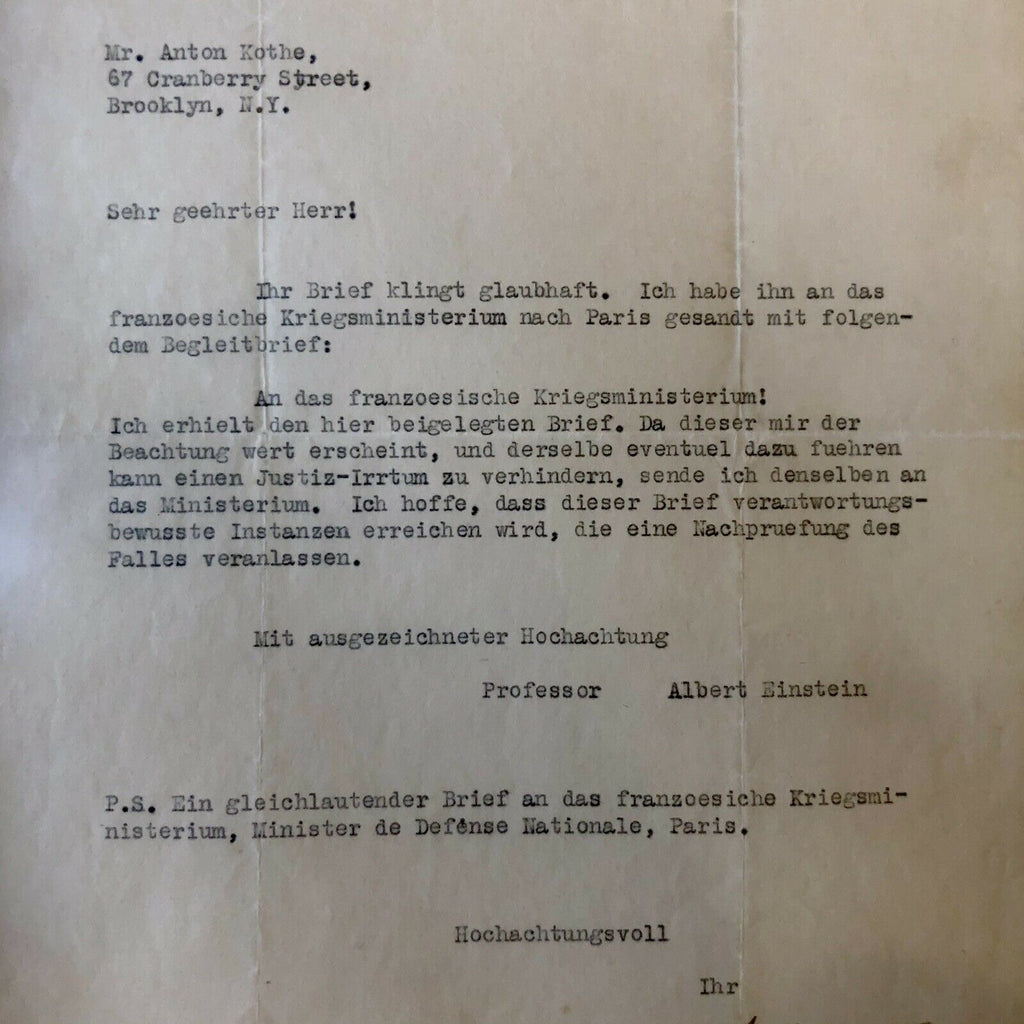 Mr. Anton Kothe,
67 Cranberry Street,
Brooklyn, N.Y.
Sehr geehrter Herr!
Ihr Brief klingt glaubhaft. Ich habe ihn an das
franzoesiche Kriegsministerium nach Paris gesandt mit folgen-
dem Begleitbrief:
An das franzoesische Kriegsministerium!
Ich erhielt den hier beigelegten Brief. Da dieser mir der
Beachtung wert erscheint, und derselbe eventuel dazu fuehren
kann einen Justiz-Irrtum zu verhindern, sende ich denselben an
das Ministerium. Ich hoffe, dass dieser Brief verantwortungs-
bewusste Instanzen erreichen wird, die eine Nachpruefung des
Falles veranlassen.
Mit ausgezeichneter Hochachtung
Professor Albert Einstein
P.S. Ein gleichlautender Brief an das franzoesiche Kriegsmi-
nisterium, Minister de Defénse Nationale, Paris.
Hochachtungsvoll
Ihr